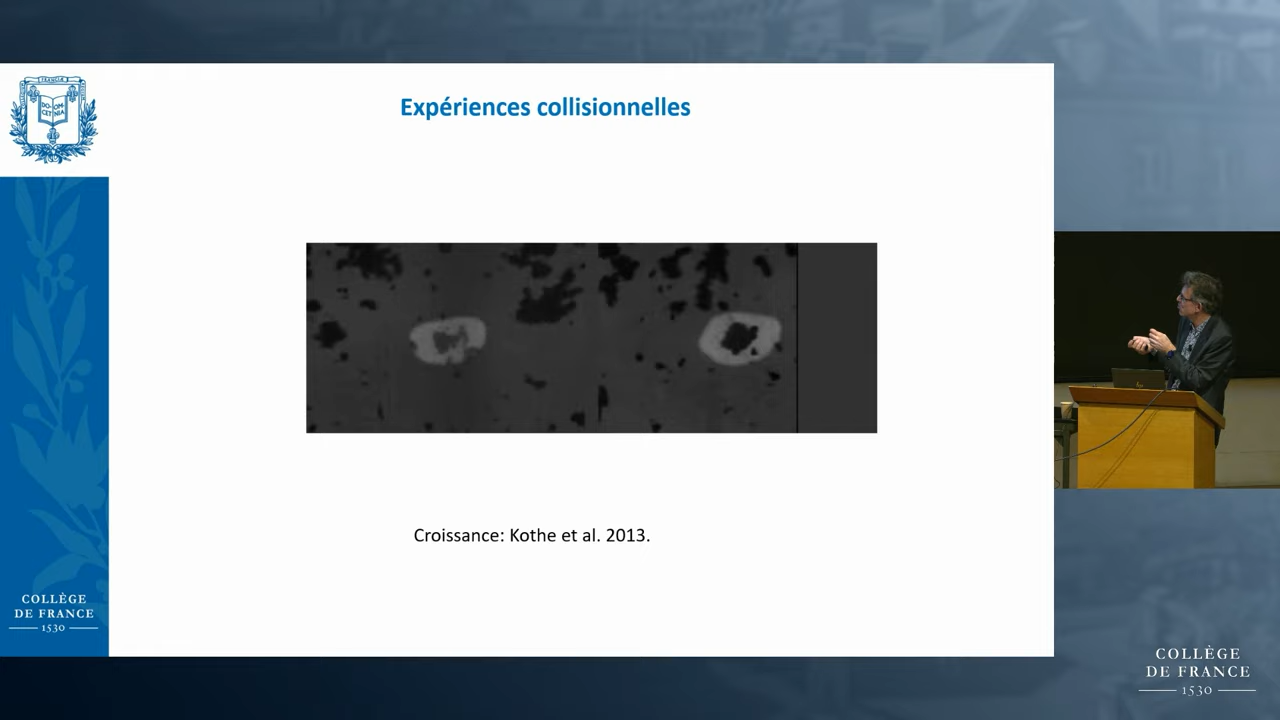 Expériences collisionnelles
Croissance: Kothe et al. 2013.
COLLÈGE
DE FRANCE
1530
COLLÈGE
DE FRANCE
1530